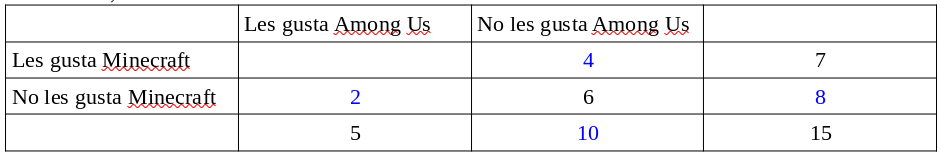 Les gusta Among Us No les gusta Among Us
Les gusta Minecraft 4 7
No les gusta Minecraft 2 6 8
5 10 15